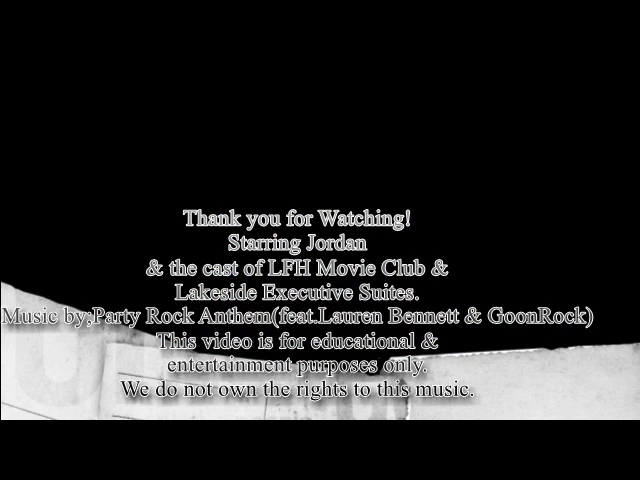 Thank you for Watching!
Starring Jordan
& the cast of LFH Movie Club &
Lakeside Executive Suites.
Music by;Party Rock Anthem(feat.Lauren Bennett & GoonRock)
This video is for educational &
entertainment purposes only.
We do not own the rights to this music.